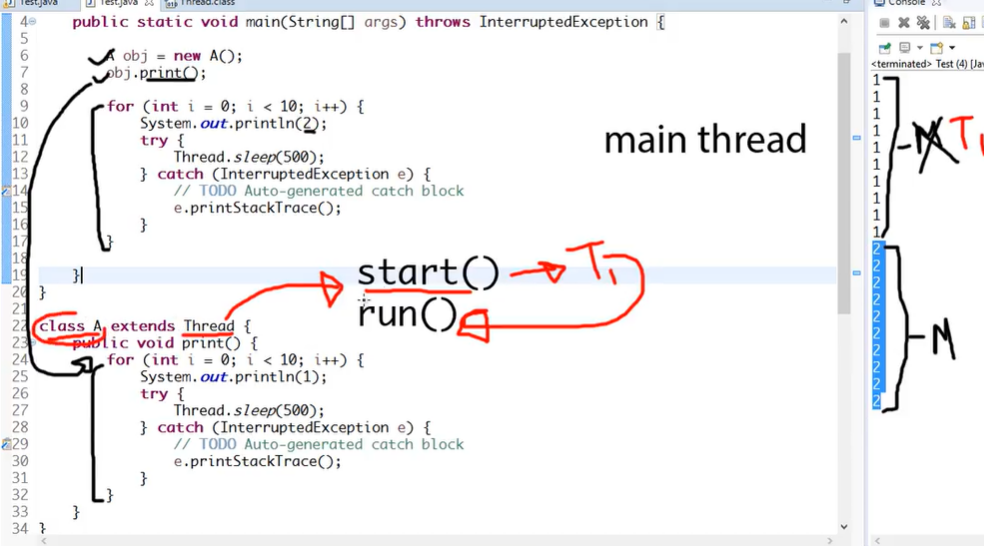 Test.java
Test.java
Thread.class
Console
4 public static void main(String[] args) throws InterruptedException {
5
6 A obj = new A();
7 obj.print();
8
9 for (int i = 0; i < 10; i++) {
10 System.out.println(2);
11 try {
12 Thread.sleep(500);
13 } catch (InterruptedException e) {
14 // TODO Auto-generated catch block
15 e.printStackTrace();
16 }
17 }
18
19 }
20 }
21
22 class A extends Thread {
23 public void print() {
24 for (int i = 0; i < 10; i++) {
25 System.out.println(1);
26 try {
27 Thread.sleep(500);
28 } catch (InterruptedException e) {
29 // TODO Auto-generated catch block
30 e.printStackTrace();
31 }
32 }
33 }
34 }
main thread
start()
T1
run()
<terminated> Test (4) [Jav
1
1
1
1
1
1
1
1
1
1
M T1
2
2
2
2
2
2
2
2
2
2
M